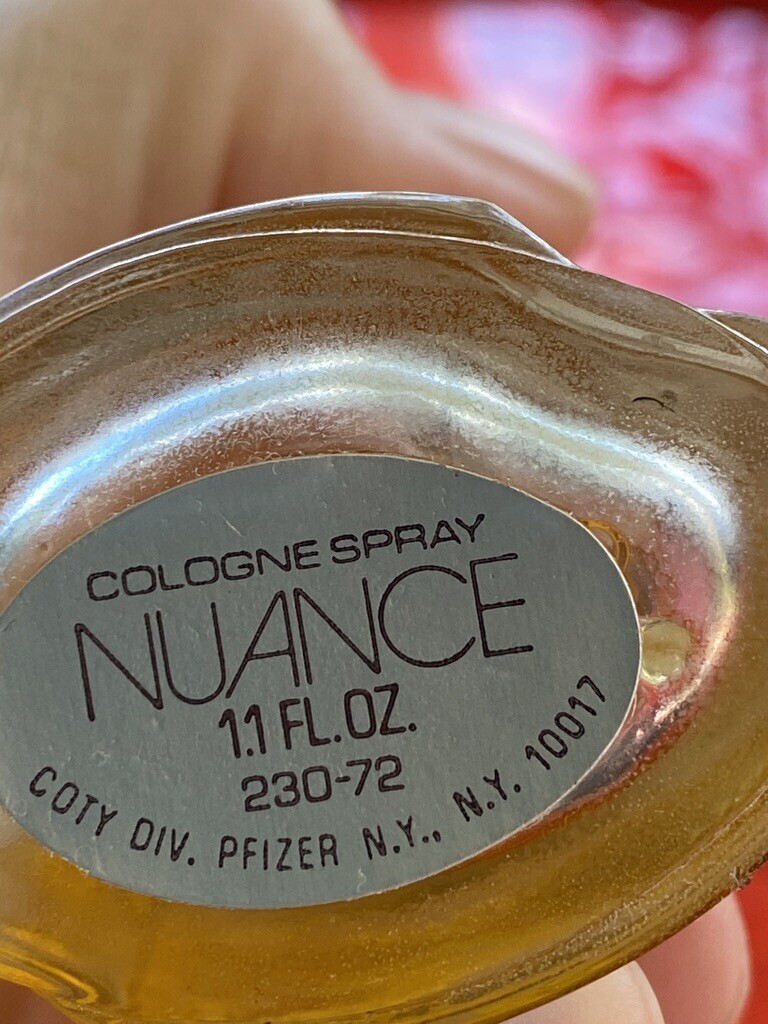 COLOGNE SPRAY
NUANCE
1.1 FL. OZ.
230-72
COTY DIV. PFIZER N.Y., N.Y. 10017